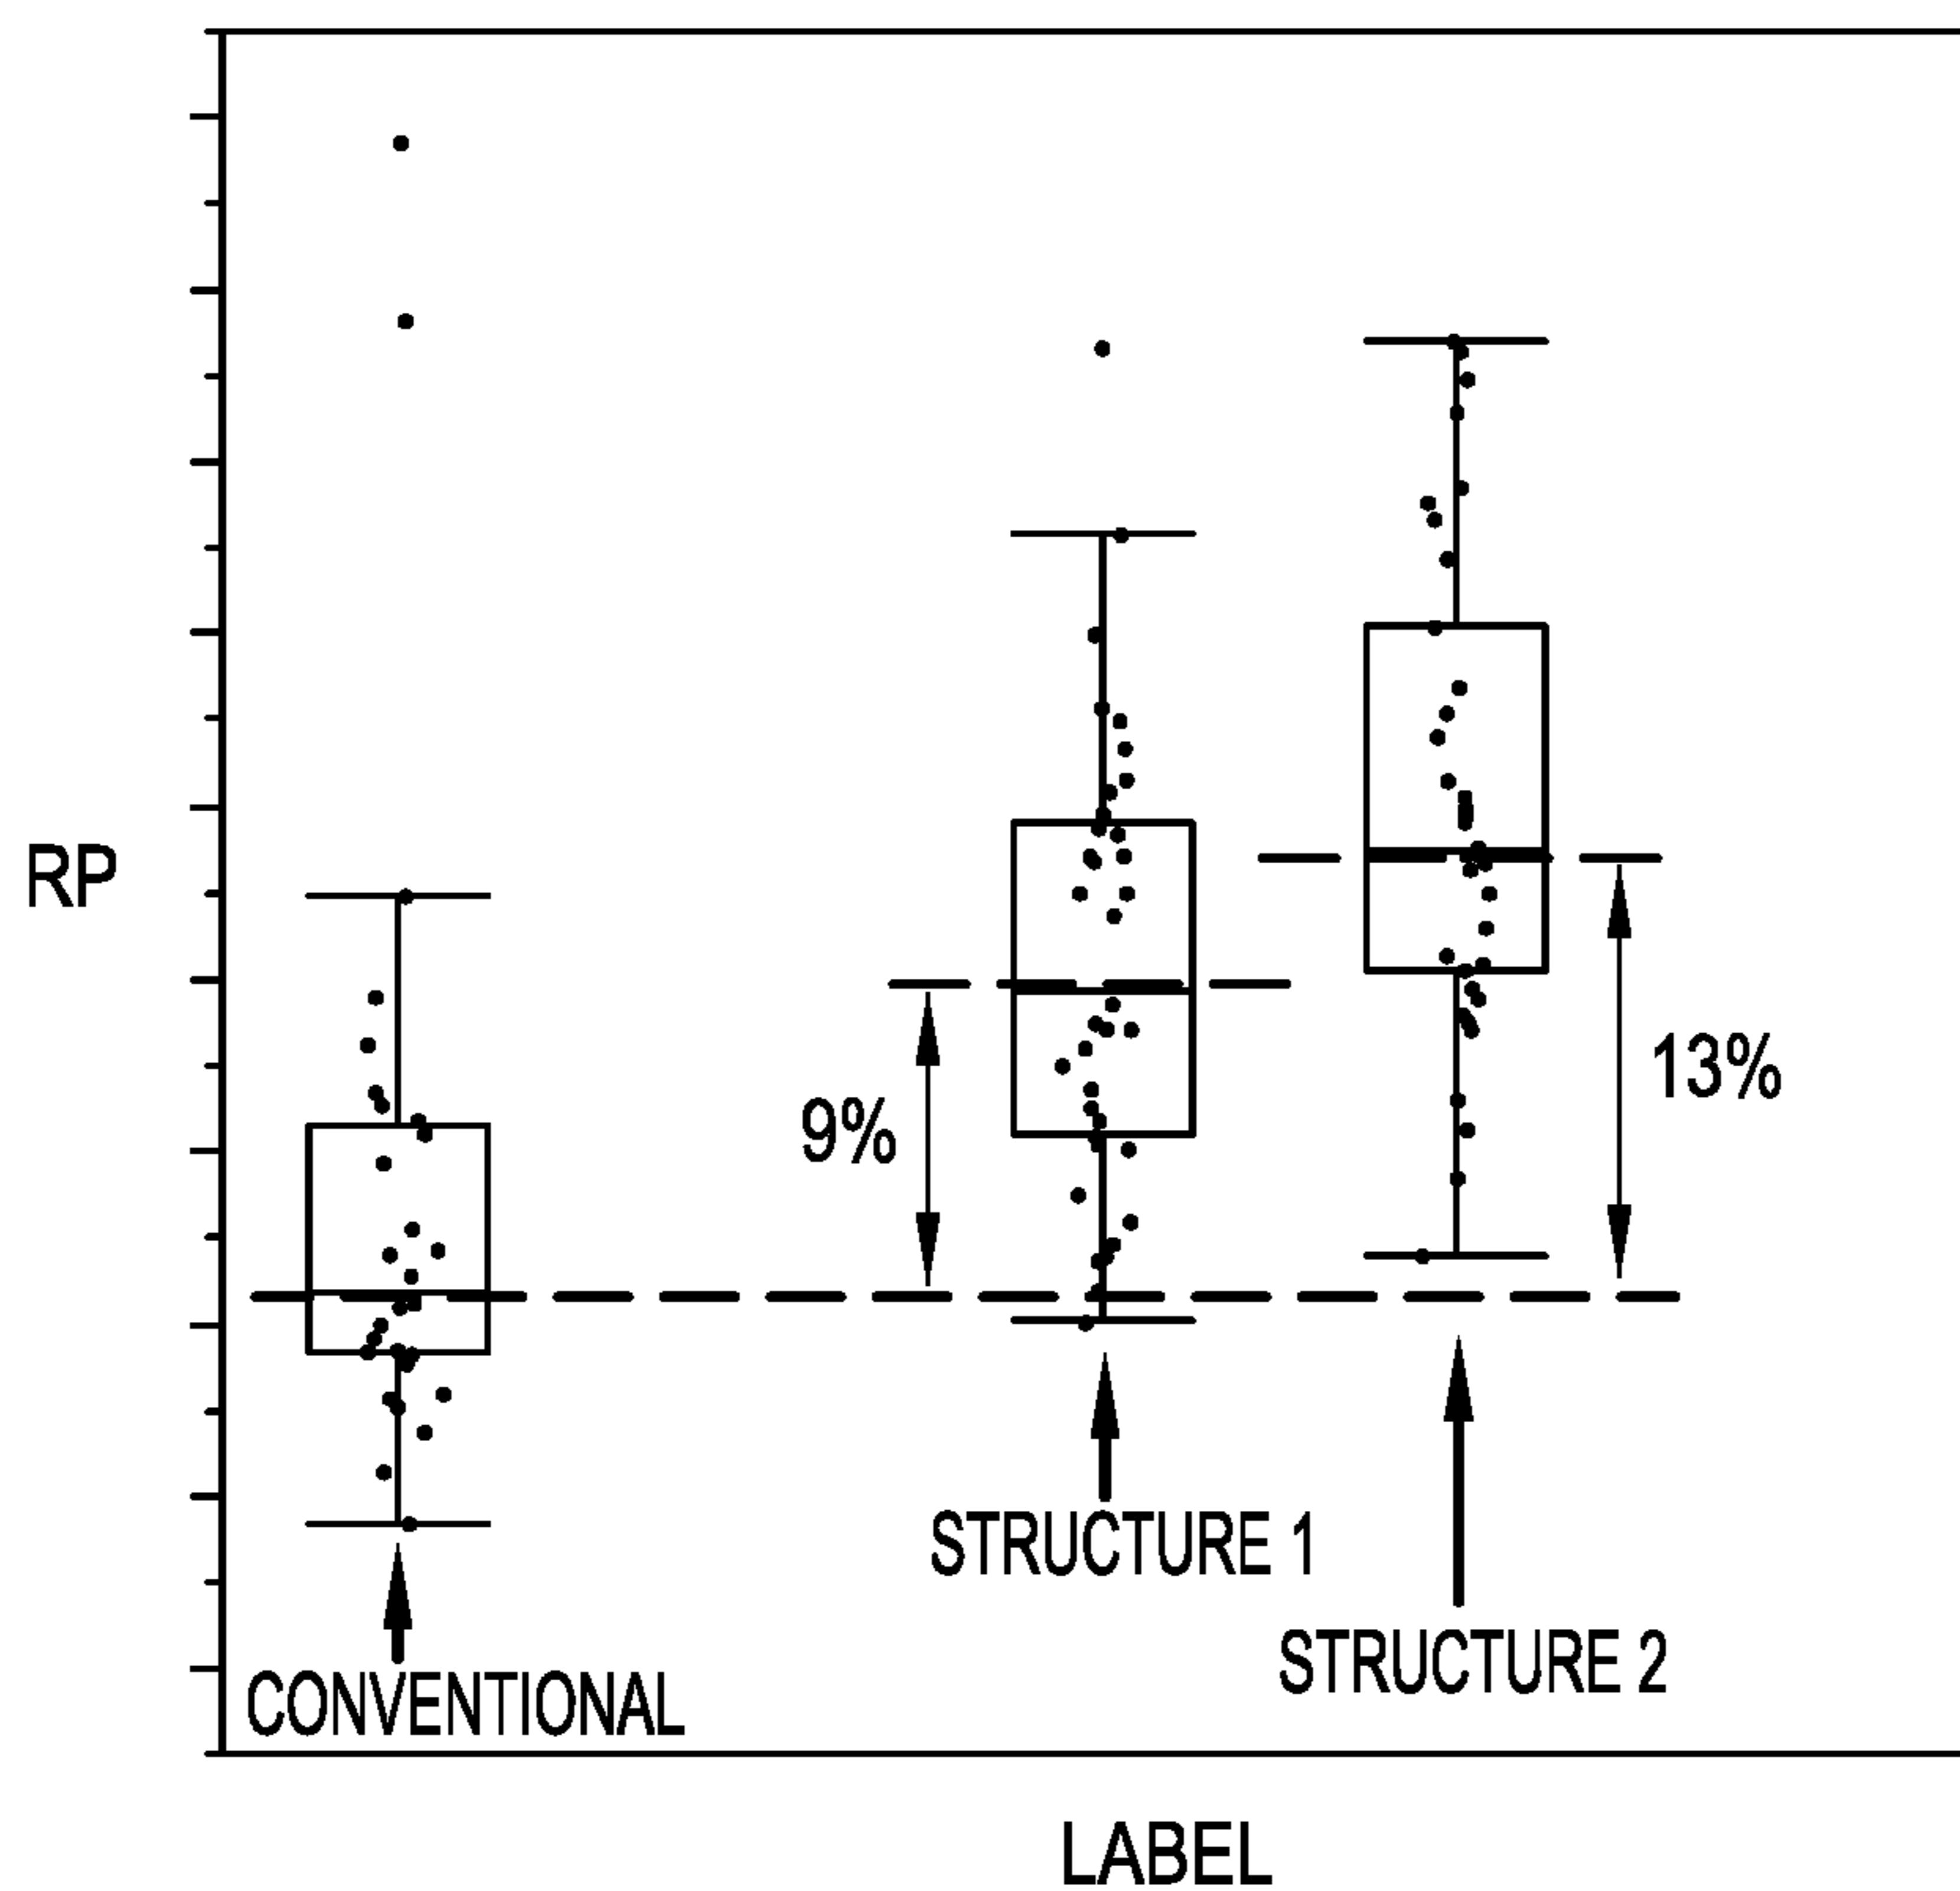 RP
13%
9%
STRUCTURE 1
STRUCTURE 2
CONVENTIONAL
LABEL